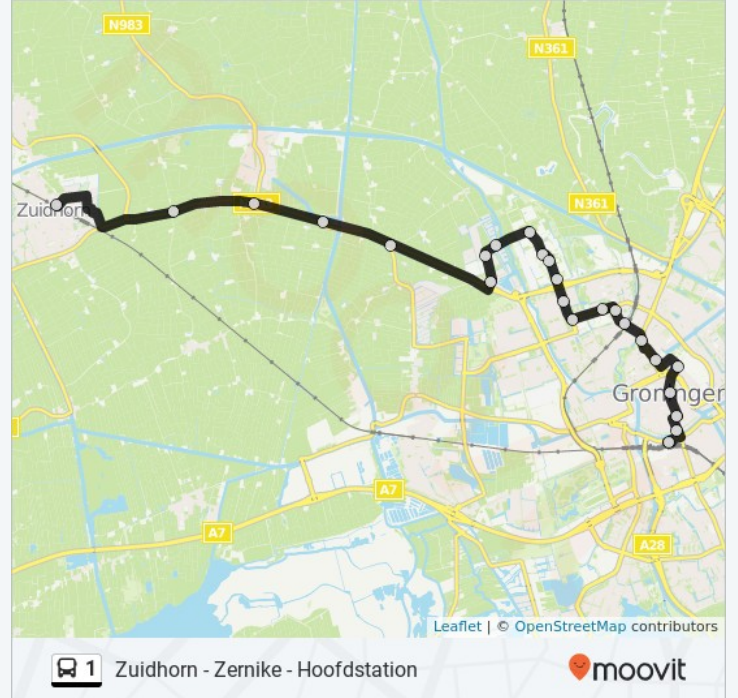 N983
N361
Zuidhorn
N361
Groningen
A7
A7
A28
Leaflet | © OpenStreetMap contributors
1 Zuidhorn - Zernike - Hoofdstation
moovit